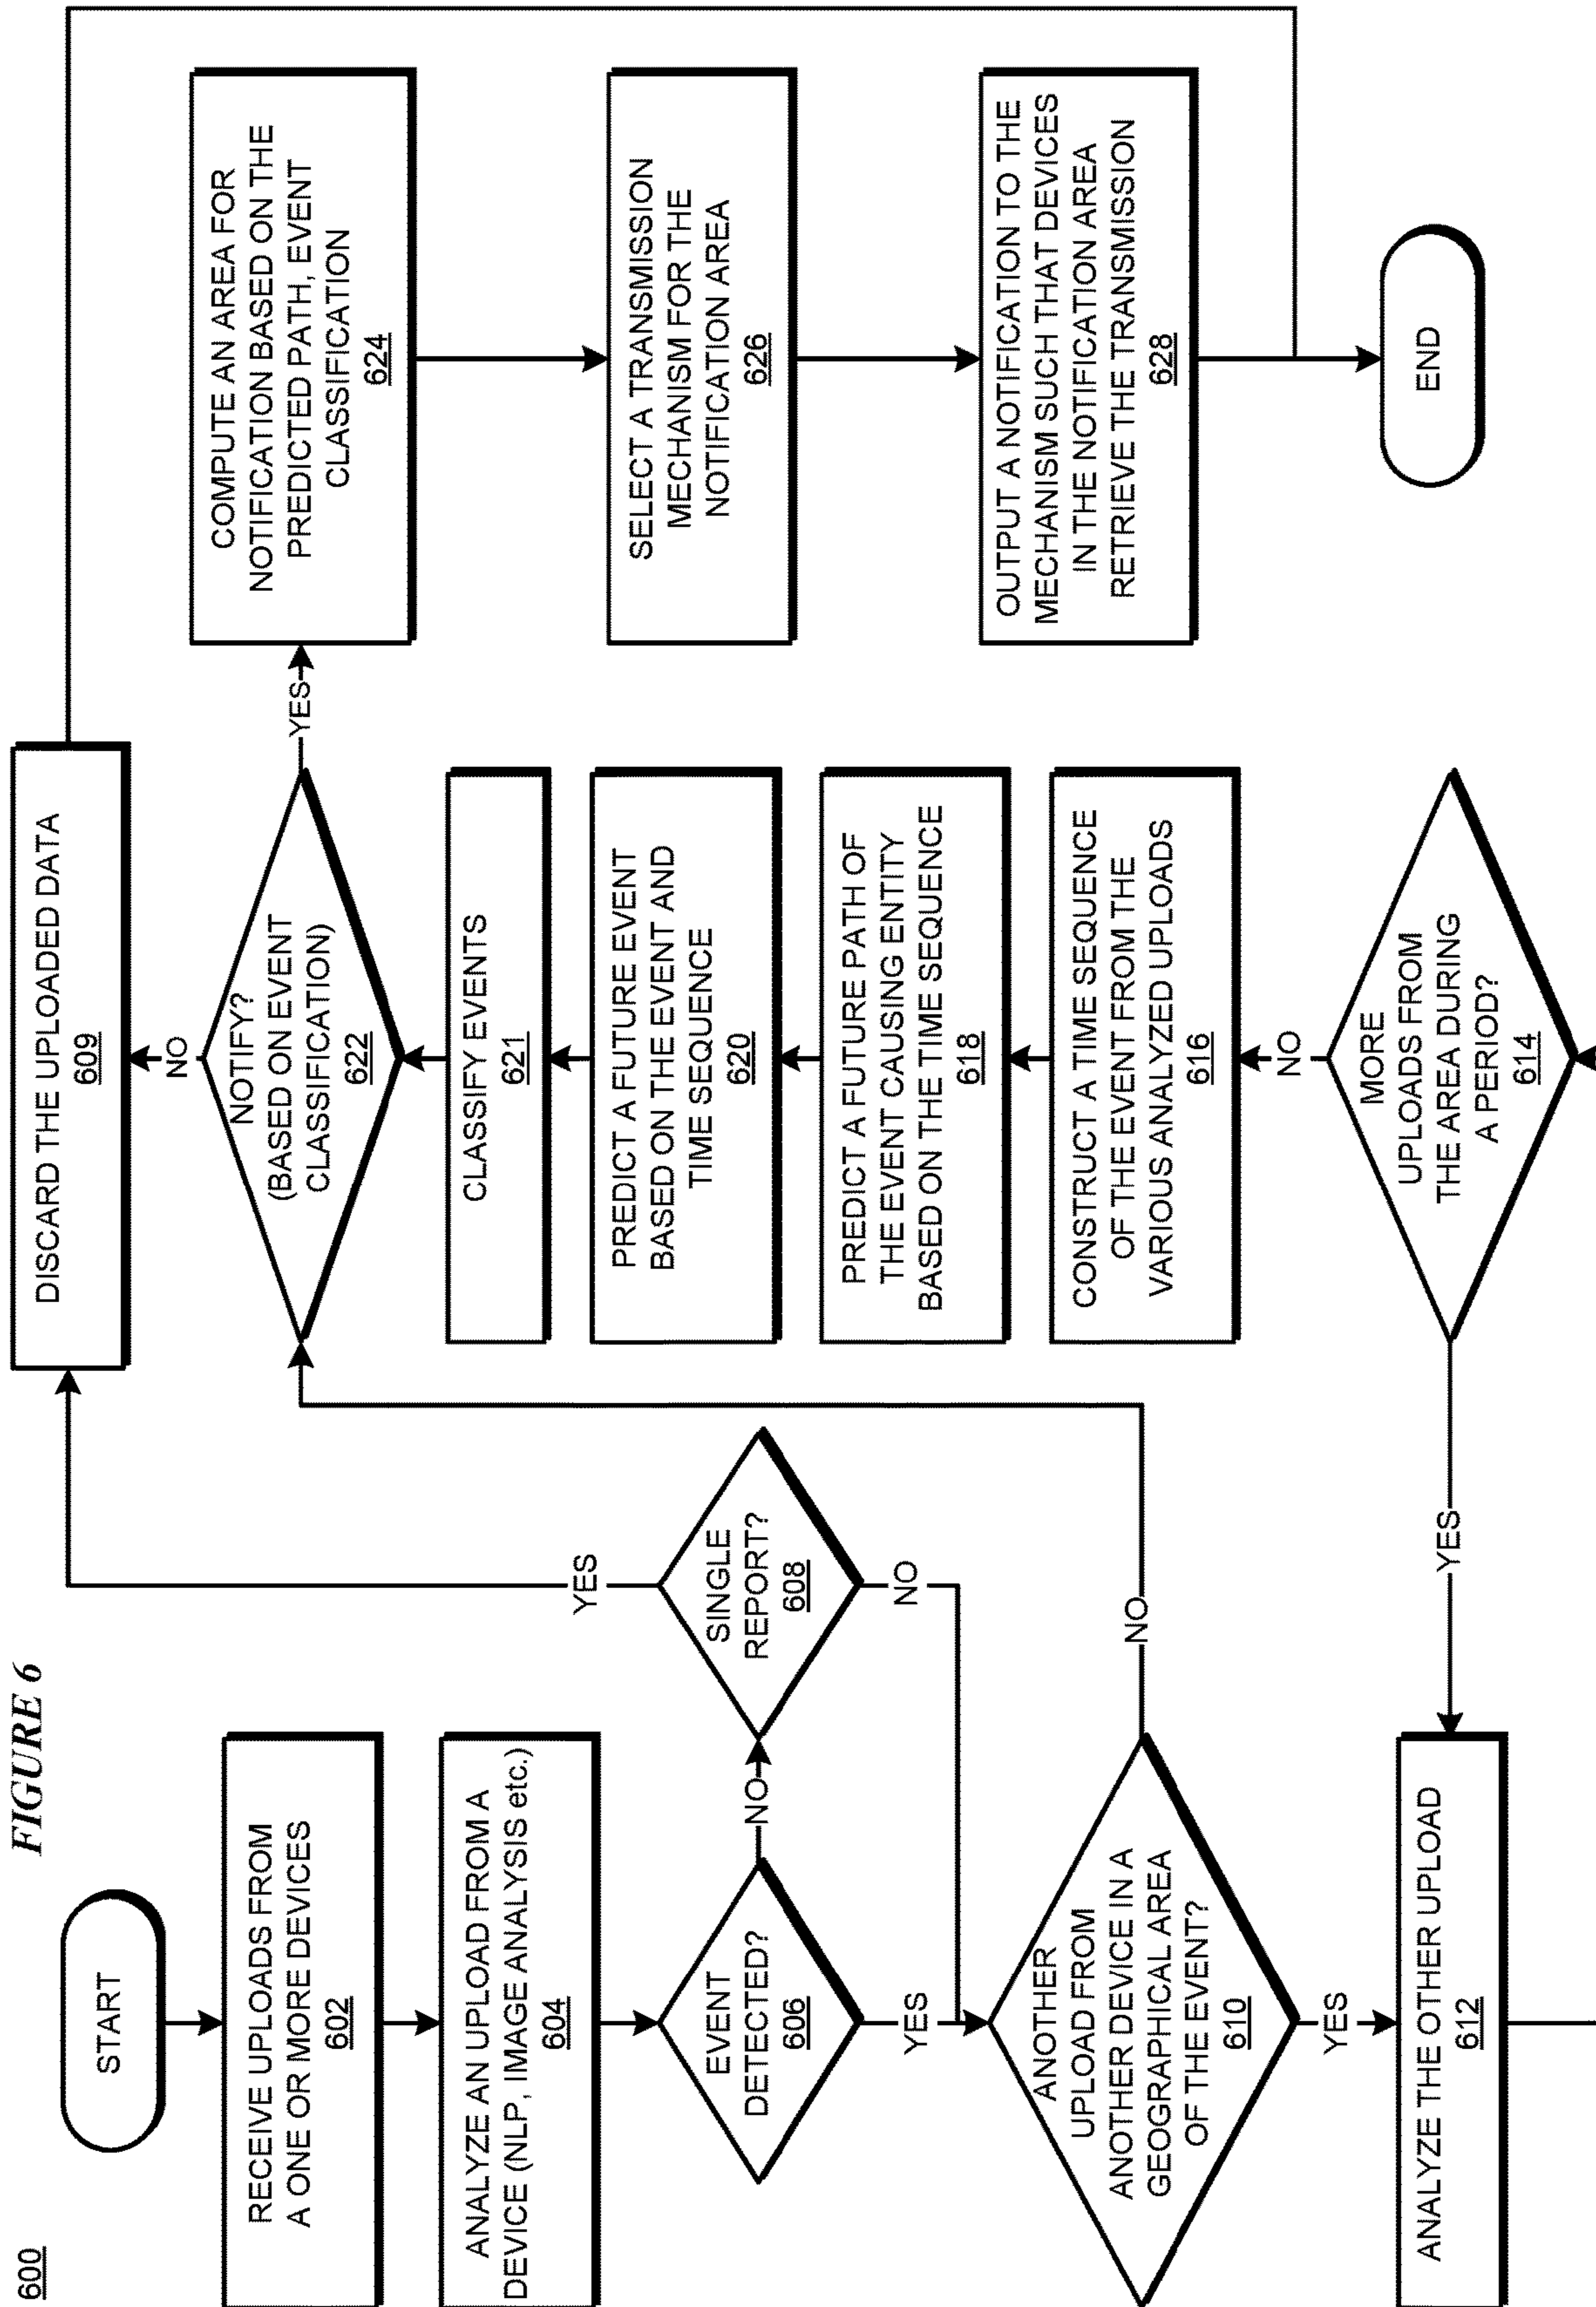 600
FIGURE 6
START
RECEIVE UPLOADS FROM
A ONE OR MORE DEVICES
602
ANALYZE AN UPLOAD FROM A
DEVICE (NLP, IMAGE ANALYSIS etc.)
604
EVENT
DETECTED?
606
NO
YES
SINGLE
REPORT?
608
YES
NO
ANOTHER
UPLOAD FROM
ANOTHER DEVICE IN A
GEOGRAPHICAL AREA
OF THE EVENT?
610
NO
YES
ANALYZE THE OTHER UPLOAD
612
DISCARD THE UPLOADED DATA
609
NO
NOTIFY?
(BASED ON EVENT
CLASSIFICATION)
622
YES
CLASSIFY EVENTS
621
PREDICT A FUTURE EVENT
BASED ON THE EVENT AND
TIME SEQUENCE
620
PREDICT A FUTURE PATH OF
THE EVENT CAUSING ENTITY
BASED ON THE TIME SEQUENCE
618
CONSTRUCT A TIME SEQUENCE
OF THE EVENT FROM THE
VARIOUS ANALYZED UPLOADS
616
NO
MORE
UPLOADS FROM
THE AREA DURING
A PERIOD?
614
YES
COMPUTE AN AREA FOR
NOTIFICATION BASED ON THE
PREDICTED PATH, EVENT
CLASSIFICATION
624
SELECT A TRANSMISSION
MECHANISM FOR THE
NOTIFICATION AREA
626
OUTPUT A NOTIFICATION TO THE
MECHANISM SUCH THAT DEVICES
IN THE NOTIFICATION AREA
RETRIEVE THE TRANSMISSION
628
END